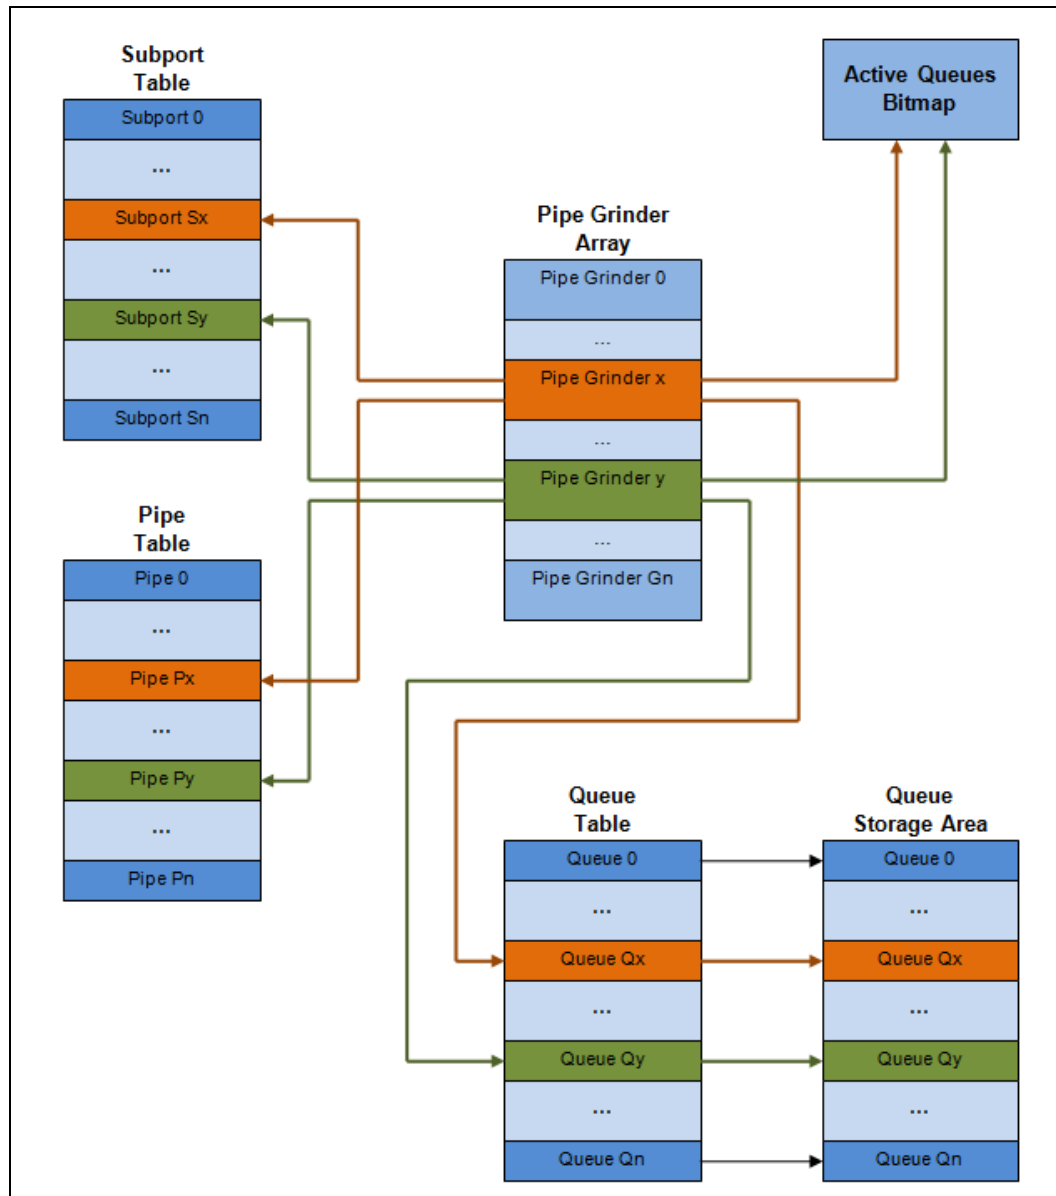 Subport
Table
Subport 0
...
Subport Sx
...
Subport Sy
...
Subport Sn
Active Queues
Bitmap
Pipe Grinder
Array
Pipe Grinder 0
...
Pipe Grinder x
...
Pipe Grinder y
...
Pipe Grinder Gn
Pipe
Table
Pipe 0
...
Pipe Px
...
Pipe Py
...
Pipe Pn
Queue
Table
Queue 0
...
Queue Qx
...
Queue Qy
...
Queue Qn
Queue
Storage Area
Queue 0
...
Queue Qx
...
Queue Qy
...
Queue Qn